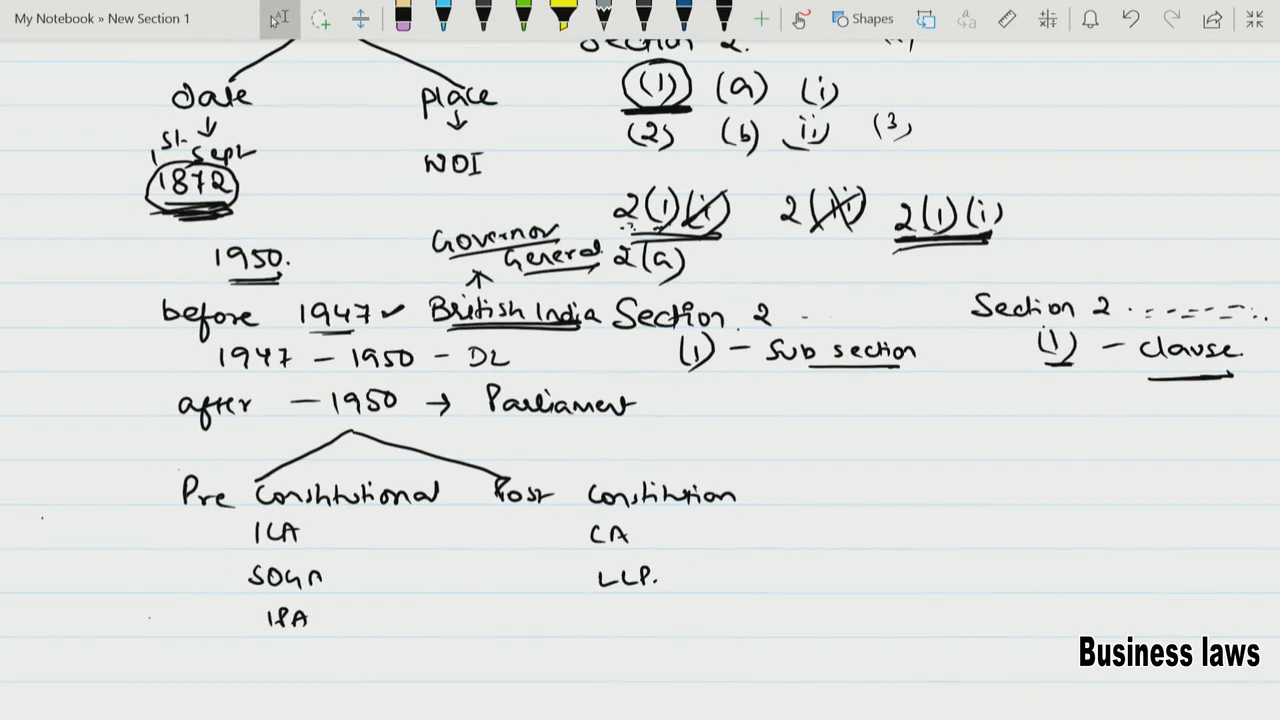 My Notebook » New Section 1
Shapes
Section 2.
date
place
(1) (a) (i)
(2) (b) ii) (3)
1st Sept
1872
WOI
2(1)(i) 2(1)(i) 2(1)(i)
Governor
General
2(a)
1950.
before 1947 ✓ British India
Section 2
Section 2
1947 - 1950 - DL
(1) - Sub section
(1) - clause.
after - 1950 → Parliament
Pre Constitutional
Post Constitution
ICA
CA
SOGA
LLP.
IPA
Business laws